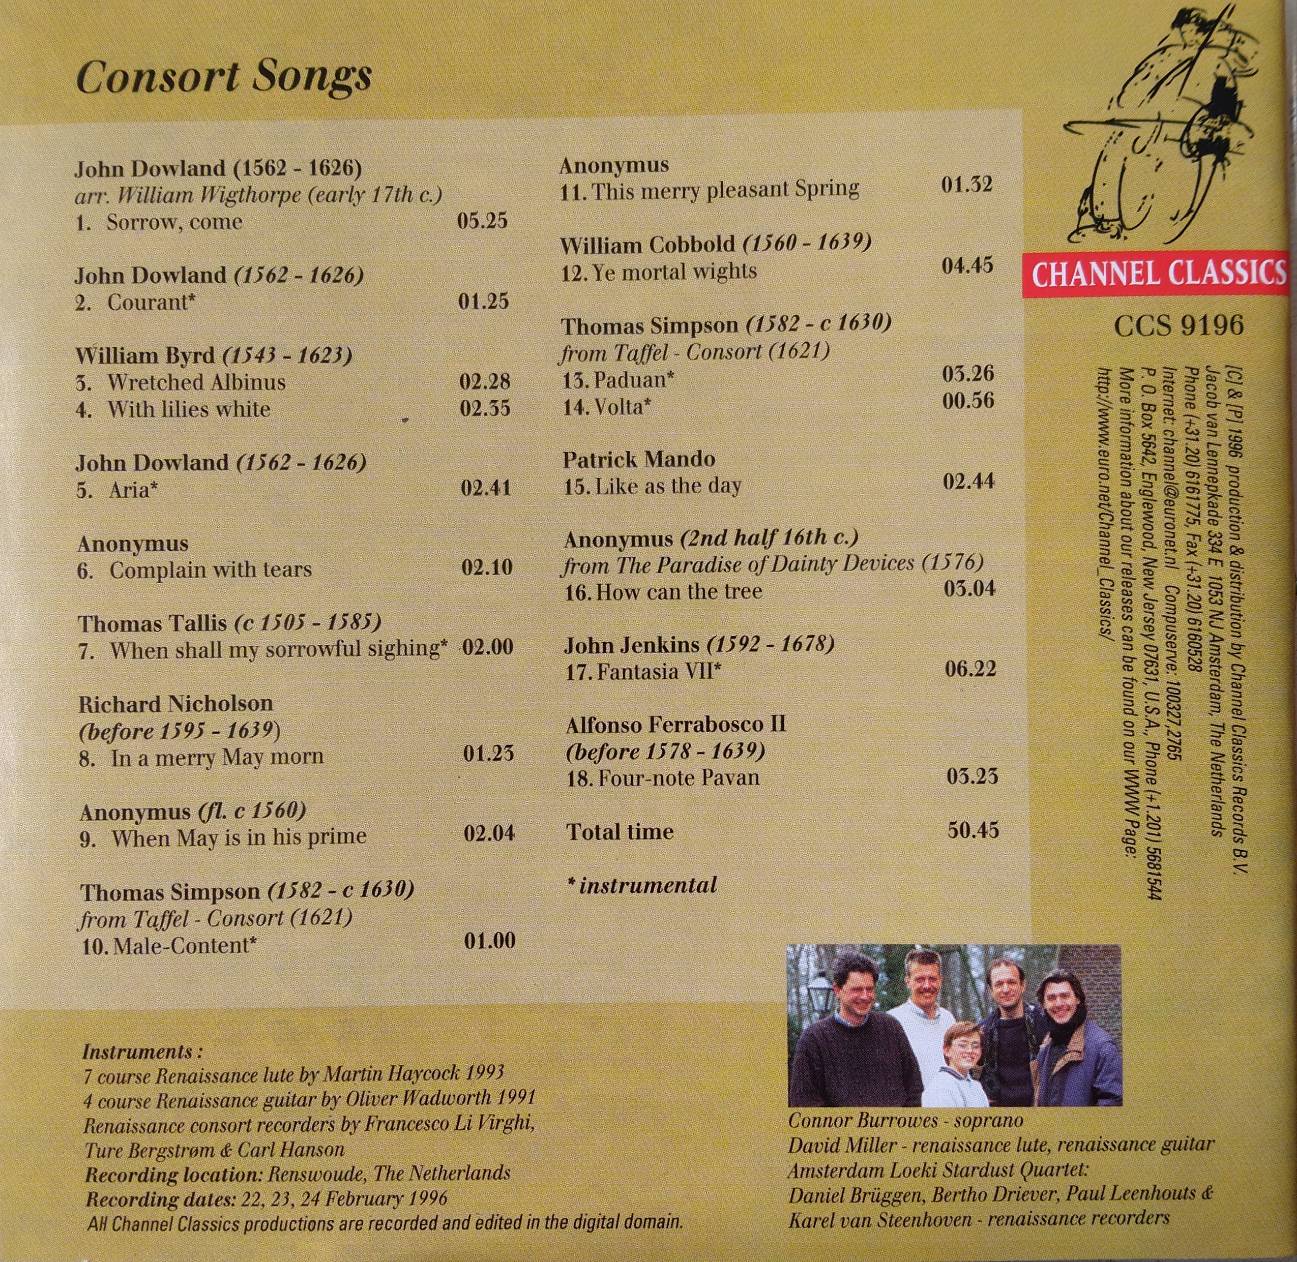 Consort Songs
John Dowland (1562 - 1626)
arr. William Wigthorpe (early 17th c.)
1. Sorrow, come 05.25
John Dowland (1562 - 1626)
2. Courant* 01.25
William Byrd (1543 - 1623)
3. Wretched Albinus 02.28
4. With lilies white 02.35
John Dowland (1562 - 1626)
5. Aria* 02.41
Anonymus
6. Complain with tears 02.10
Thomas Tallis (c 1505 - 1585)
7. When shall my sorrowful sighing* 02.00
Richard Nicholson
(before 1595 - 1639)
8. In a merry May morn 01.23
Anonymus (fl. c 1560)
9. When May is in his prime 02.04
Thomas Simpson (1582 - c 1630)
from Taffel - Consort (1621)
10. Male-Content* 01.00
Anonymus
11. This merry pleasant Spring 01.32
William Cobbold (1560 - 1639)
12. Ye mortal wights 04.45
Thomas Simpson (1582 - c 1630)
from Taffel - Consort (1621)
13. Paduan* 03.26
14. Volta* 00.56
Patrick Mando
15. Like as the day 02.44
Anonymus (2nd half 16th c.)
from The Paradise of Dainty Devices (1576)
16. How can the tree 03.04
John Jenkins (1592 - 1678)
17. Fantasia VII* 06.22
Alfonso Ferrabosco II
(before 1578 - 1639)
18. Four-note Pavan 03.23
Total time 50.45
* instrumental
CHANNEL CLASSICS
CCS 9196
[C] & [P] 1996 production & distribution by Channel Classics Records B.V.
Jacob van Lennepkade 334 E 1053 NJ Amsterdam, The Netherlands
Phone (+31.20) 6161775, Fax (+31.20) 6160528
Internet: channel@euronet.nl Compuserve: 100327,2765
P. O. Box 5642, Englewood, New Jersey 07631, U.S.A., Phone (+1.201) 5681544
More information about our releases can be found on our WWW Page:
http://www.euro.net/Channel_Classics/
Instruments :
7 course Renaissance lute by Martin Haycock 1993
4 course Renaissance guitar by Oliver Wadworth 1991
Renaissance consort recorders by Francesco Li Virghi,
Ture Bergstrøm & Carl Hanson
Recording location: Renswoude, The Netherlands
Recording dates: 22, 23, 24 February 1996
All Channel Classics productions are recorded and edited in the digital domain.
Connor Burrowes - soprano
David Miller - renaissance lute, renaissance guitar
Amsterdam Loeki Stardust Quartet:
Daniel Brüggen, Bertho Driever, Paul Leenhouts &
Karel van Steenhoven - renaissance recorders